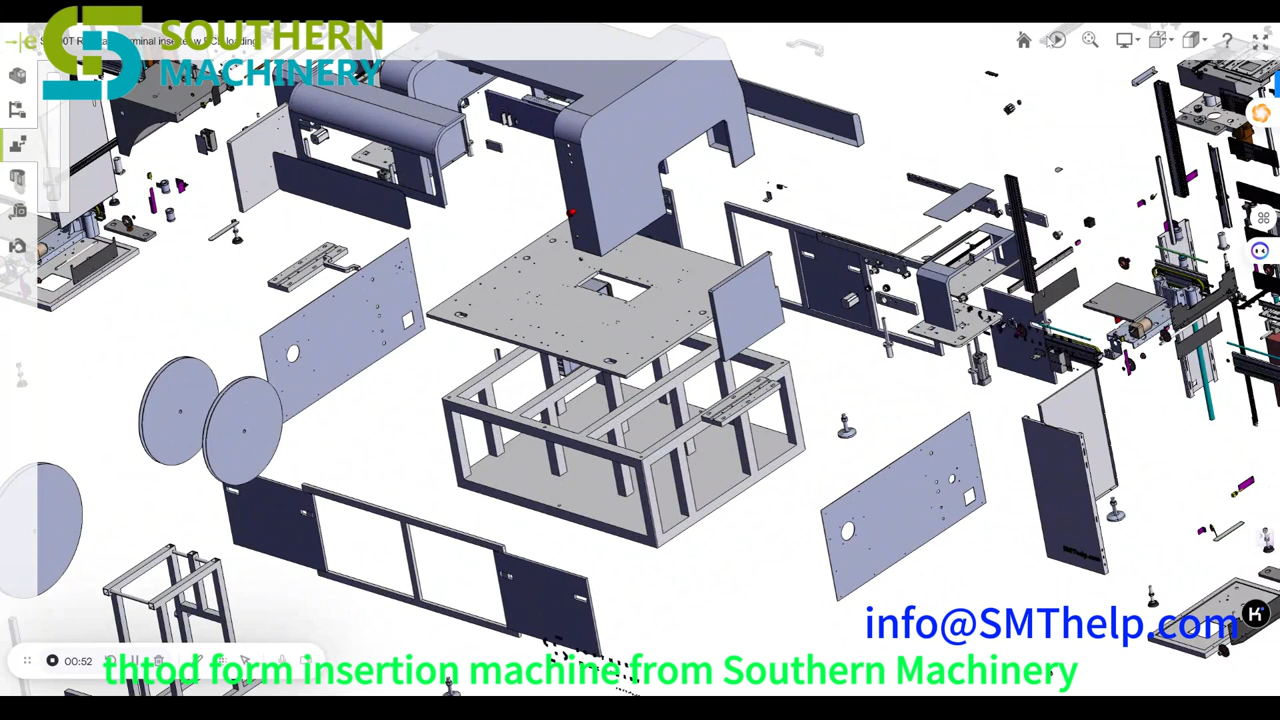 SOUTHERN
MACHINERY
info@SMThelp.com
00:52
thtod form insertion machine from Southern Machinery